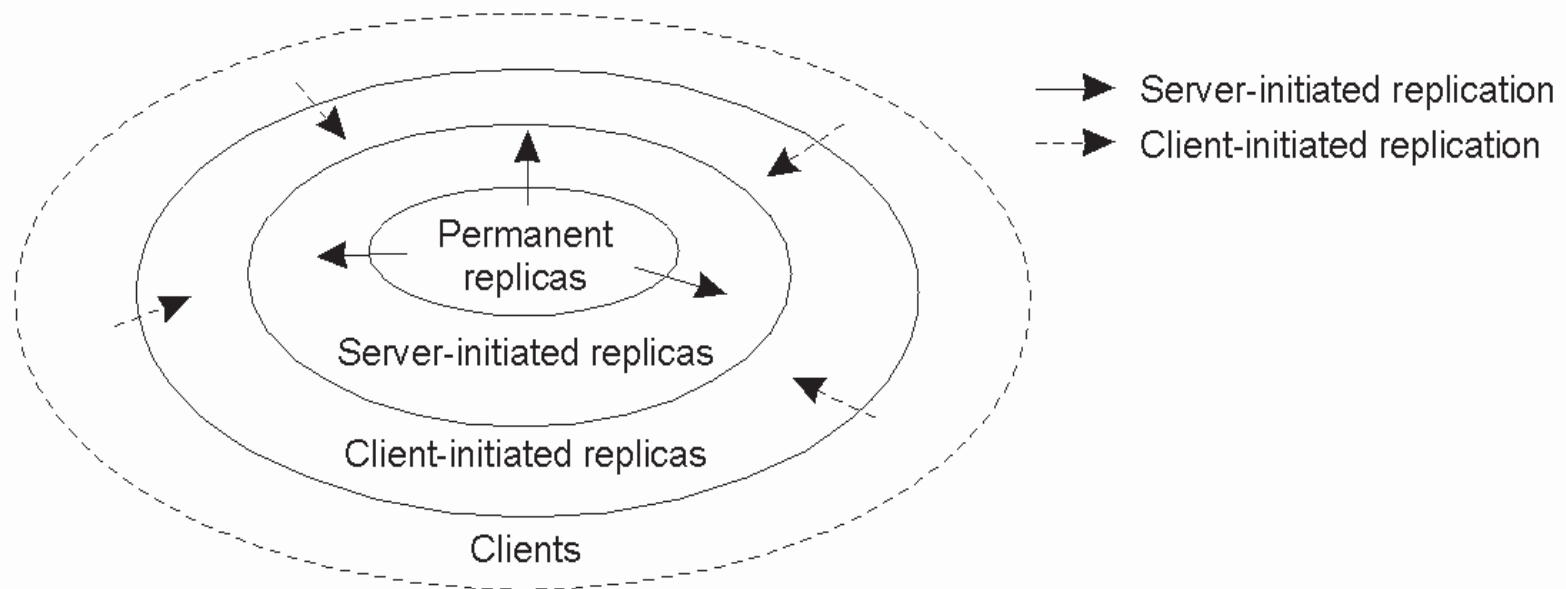 Server-initiated replication
Client-initiated replication
Permanent
replicas
Server-initiated replicas
Client-initiated replicas
Clients